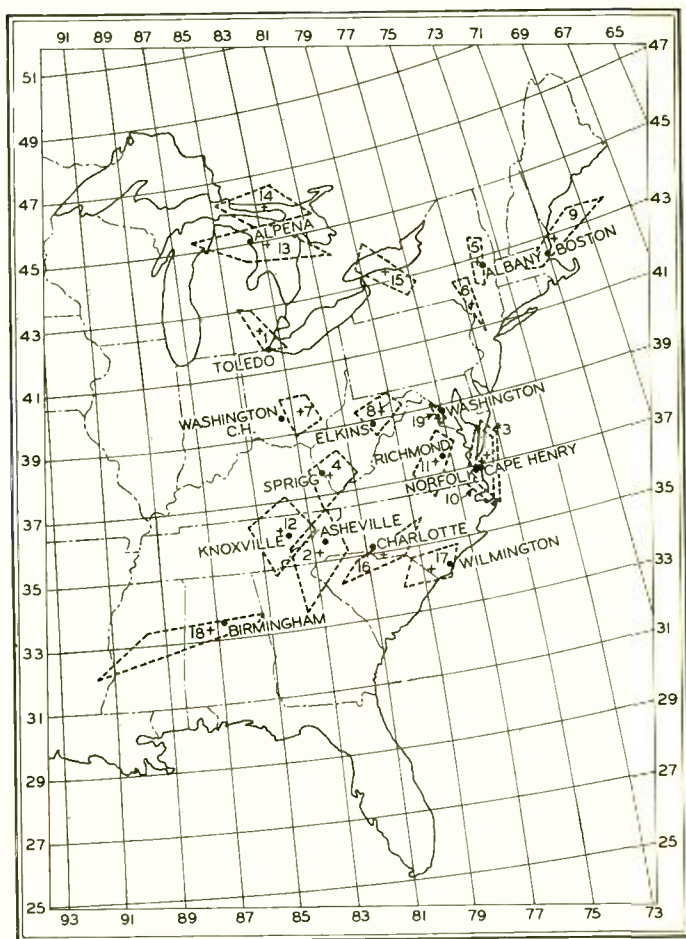 91 89 87 85 83 81 79 77 75 73 71 69 67 65
47
51
45
49
43
14
47
9
ALPENA
5
13
BOSTON
ALBANY
45
15
41
6
43
39
TOLEDO
41
7
8
WASHINGTON
WASHINGTON
C.H.
19
37
3
ELKINS
RICHMOND
39
4
11
CAPE HENRY
SPRIGG
NORFOLK
35
10
37
12
ASHEVILLE
KNOXVILLE
CHARLOTTE
2
17
WILMINGTON
33
16
35
18
BIRMINGHAM
31
33
29
31
27
29
27
25
25
93 91 89 87 85 83 81 79 77 75 73